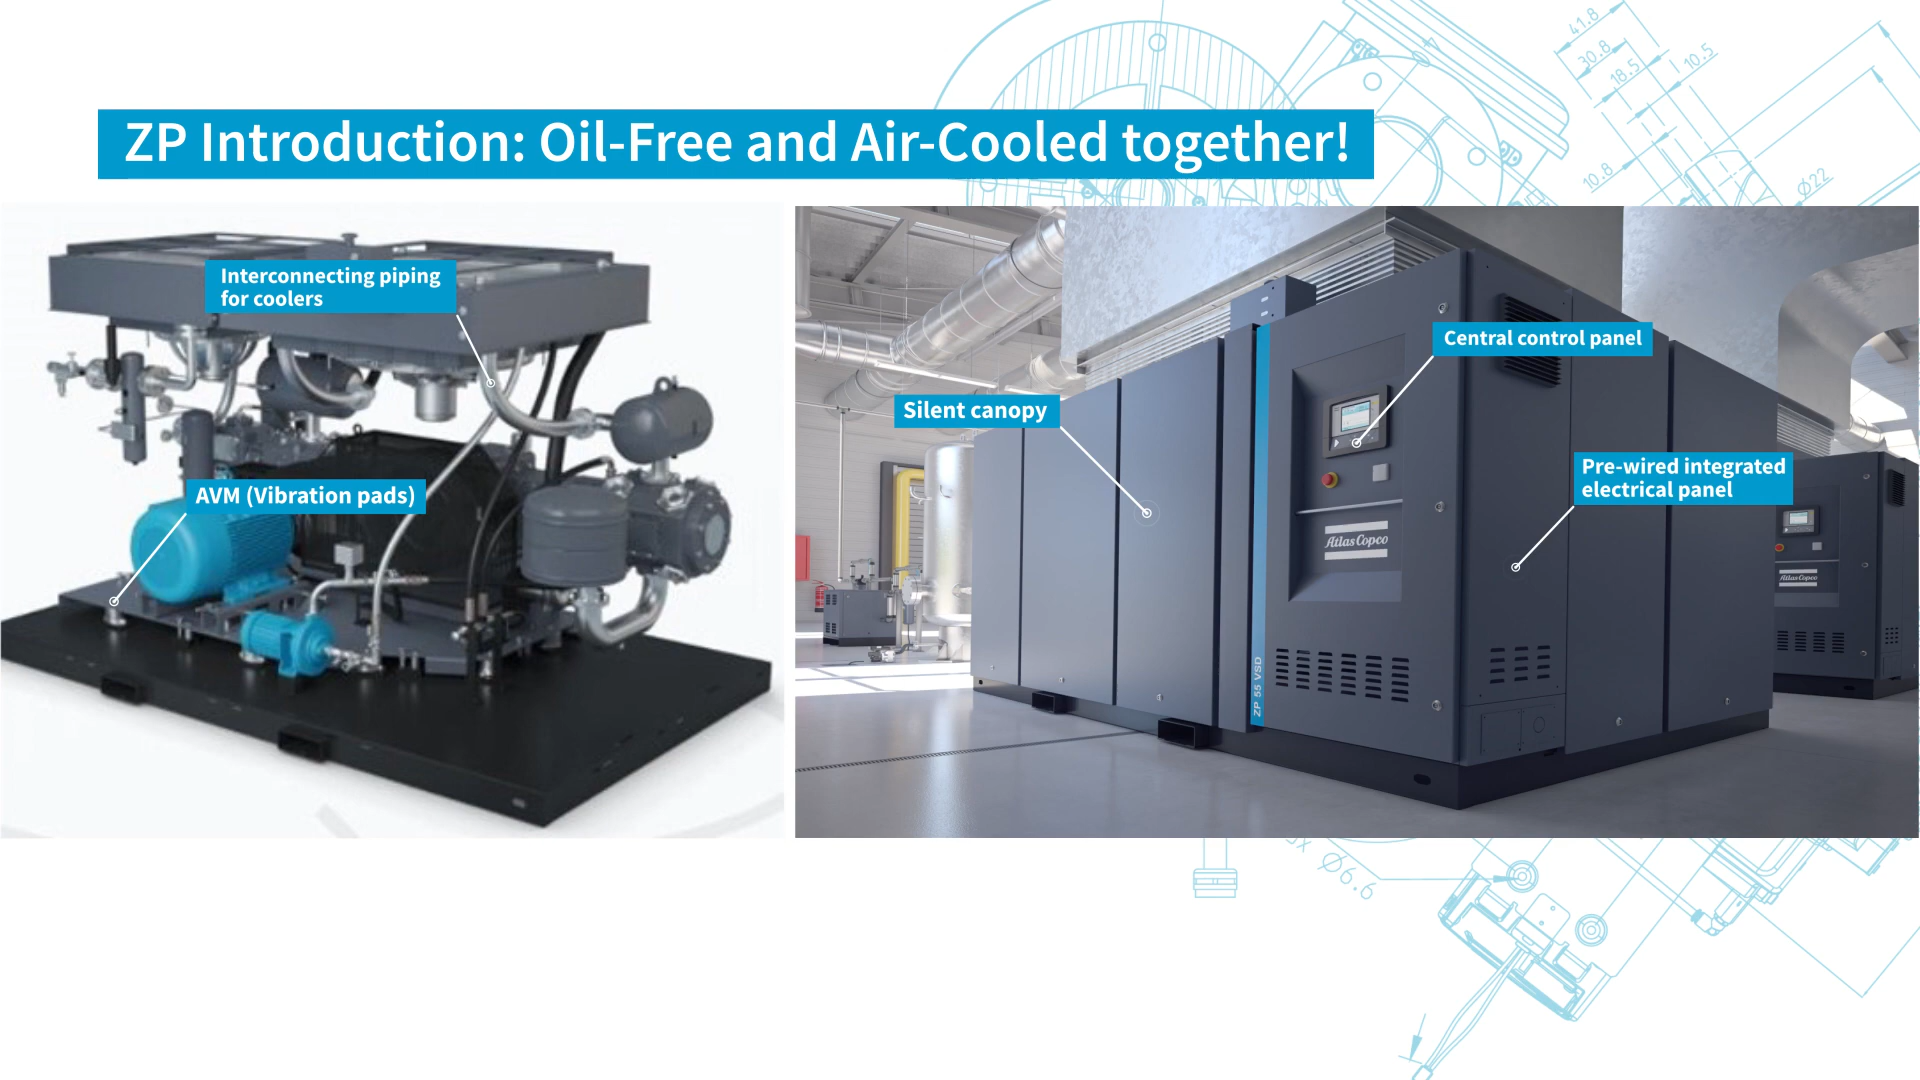 41.8
30.8
18.5
10.5
10.8
Ø22
ZP Introduction: Oil-Free and Air-Cooled together!
Interconnecting piping
for coolers
AVM (Vibration pads)
Silent canopy
Central control panel
Pre-wired integrated
electrical panel
Atlas Copco
Atlas Copco
ZP 55 VSD
x Ø6.6